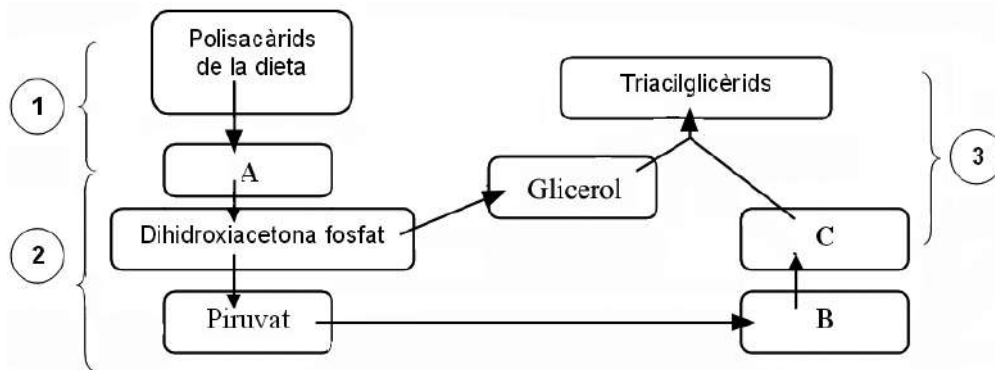 Polisacàrids
de la dieta
Triacilglicèrids
1
3
A
Glicerol
Dihidroxiacetona fosfat
C
2
Piruvat
B